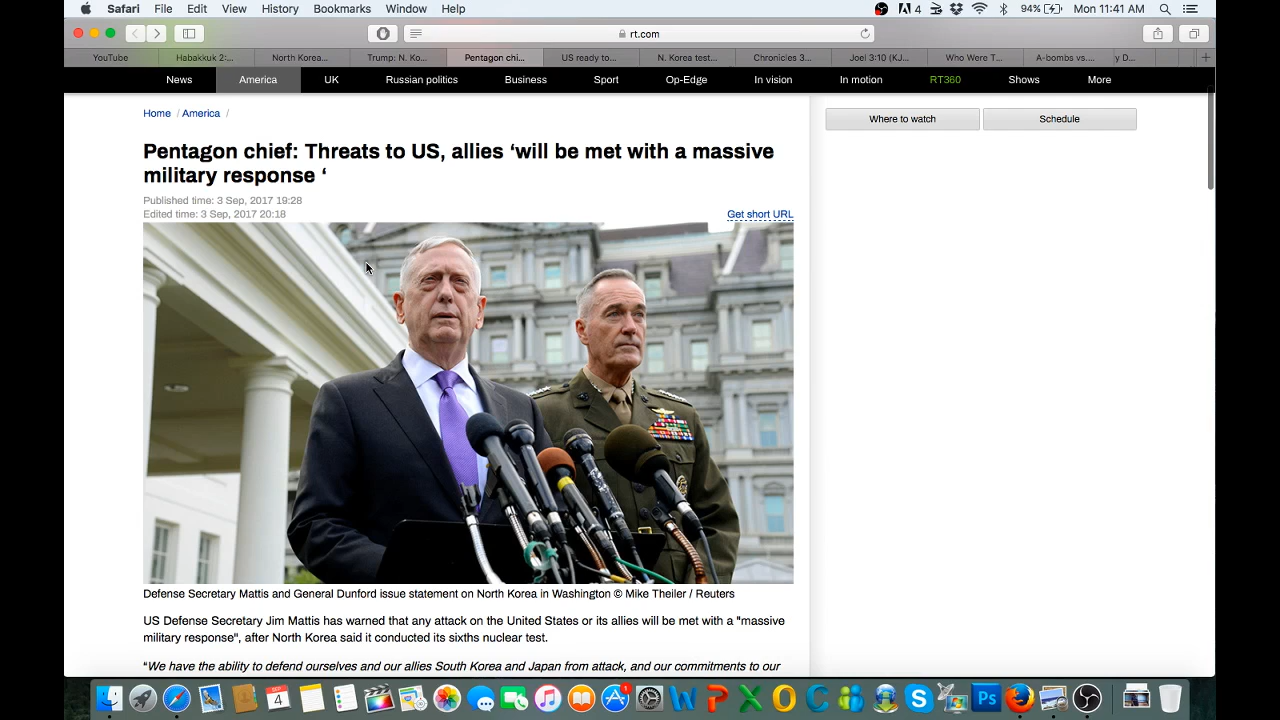 Safari File Edit View History Bookmarks Window Help
4 94% Mon 11:41 AM
rt.com
YouTube Habakkuk 2:... North Korea... Trump: N. Ko... Pentagon chi... US ready to... N. Korea test... Chronicles 3... Joel 3:10 (KJ... Who Were T... A-bombs vs.... y D...
News America UK Russian politics Business Sport Op-Edge In vision In motion RT360 Shows More
Home / America /
Where to watch Schedule
Pentagon chief: Threats to US, allies ‘will be met with a massive
military response ‘
Published time: 3 Sep, 2017 19:28
Edited time: 3 Sep, 2017 20:18
Get short URL
Defense Secretary Mattis and General Dunford issue statement on North Korea in Washington © Mike Theiler / Reuters
US Defense Secretary Jim Mattis has warned that any attack on the United States or its allies will be met with a "massive
military response", after North Korea said it conducted its sixths nuclear test.
“We have the ability to defend ourselves and our allies South Korea and Japan from attack, and our commitments to our
SEP
4
1
W P X O C S Ps